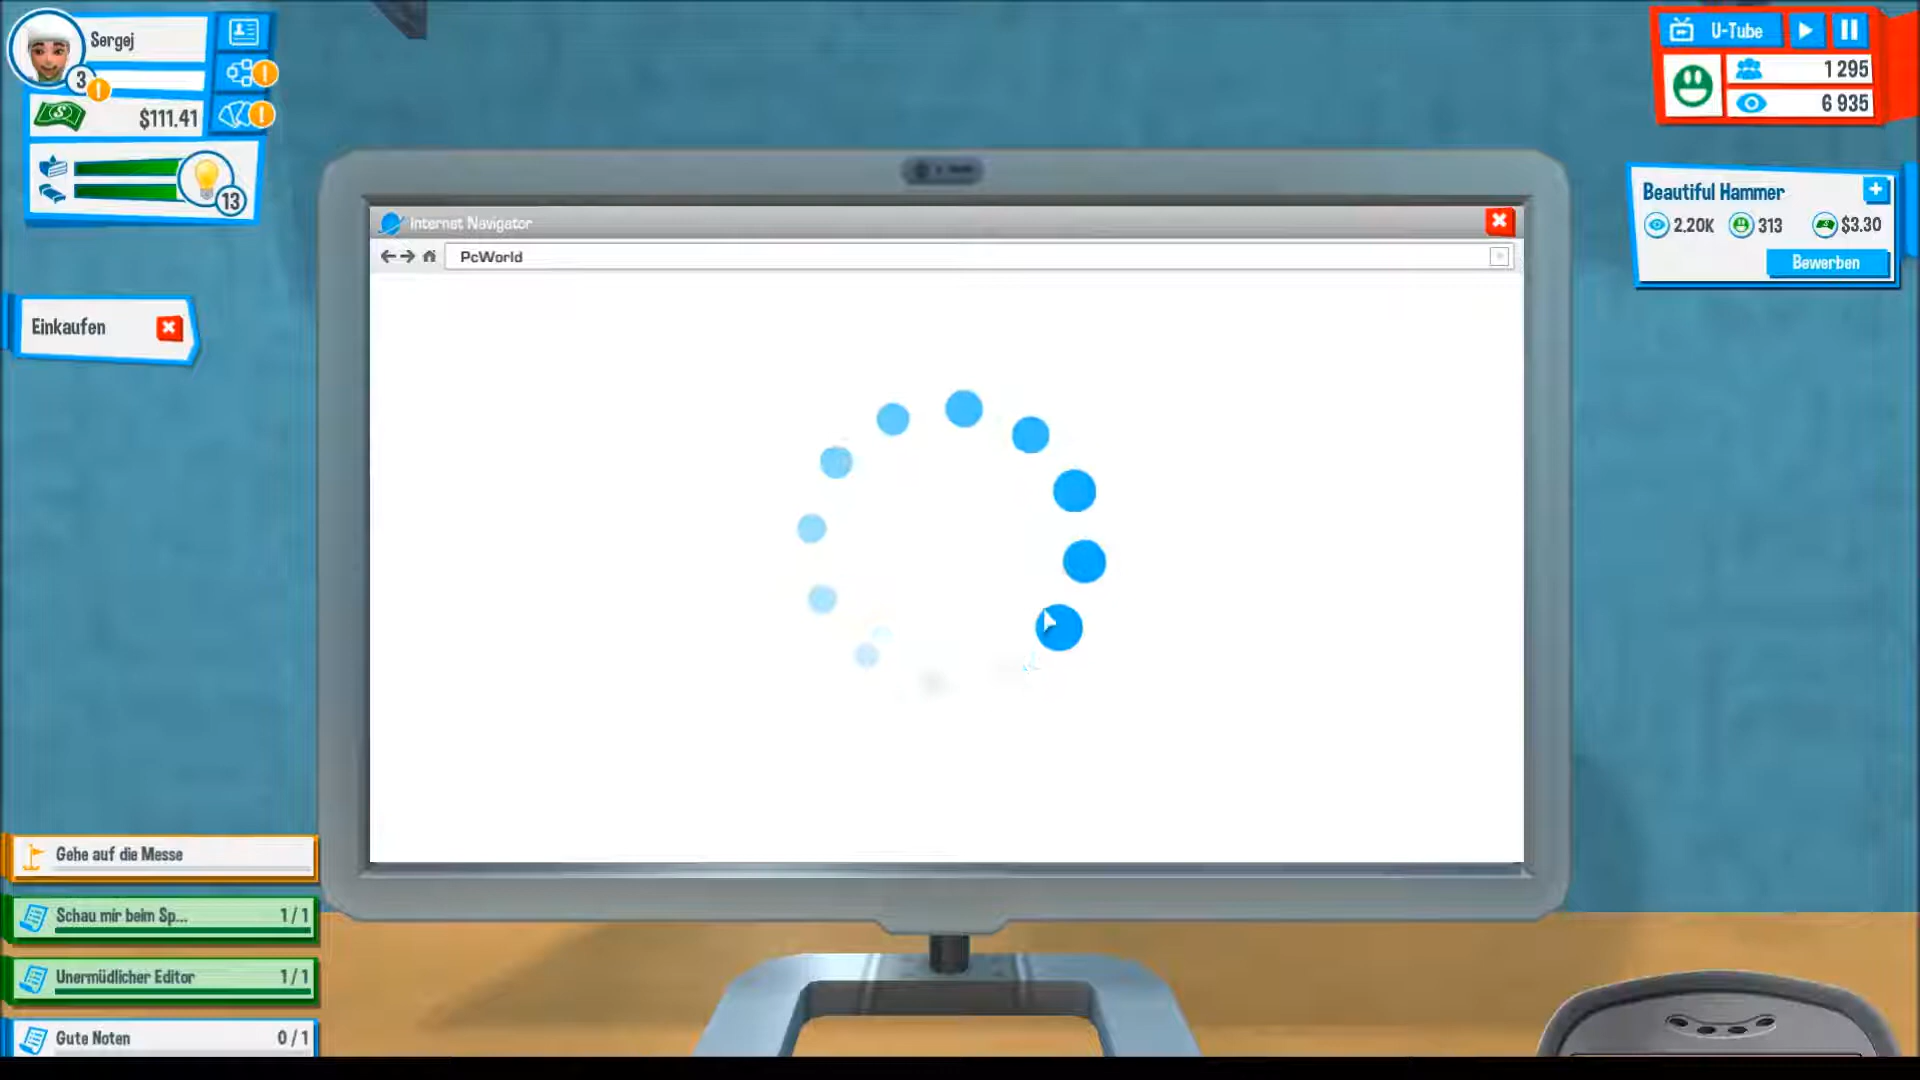 Sergej
3
$111.41
13
U-Tube
1 295
6 935
Beautiful Hammer
2.20K 313 $3.30
Bewerben
Internet Navigator
PcWorld
Einkaufen
Gehe auf die Messe
Schau mir beim Sp... 1/1
Unermüdlicher Editor 1/1
Gute Noten 0/1